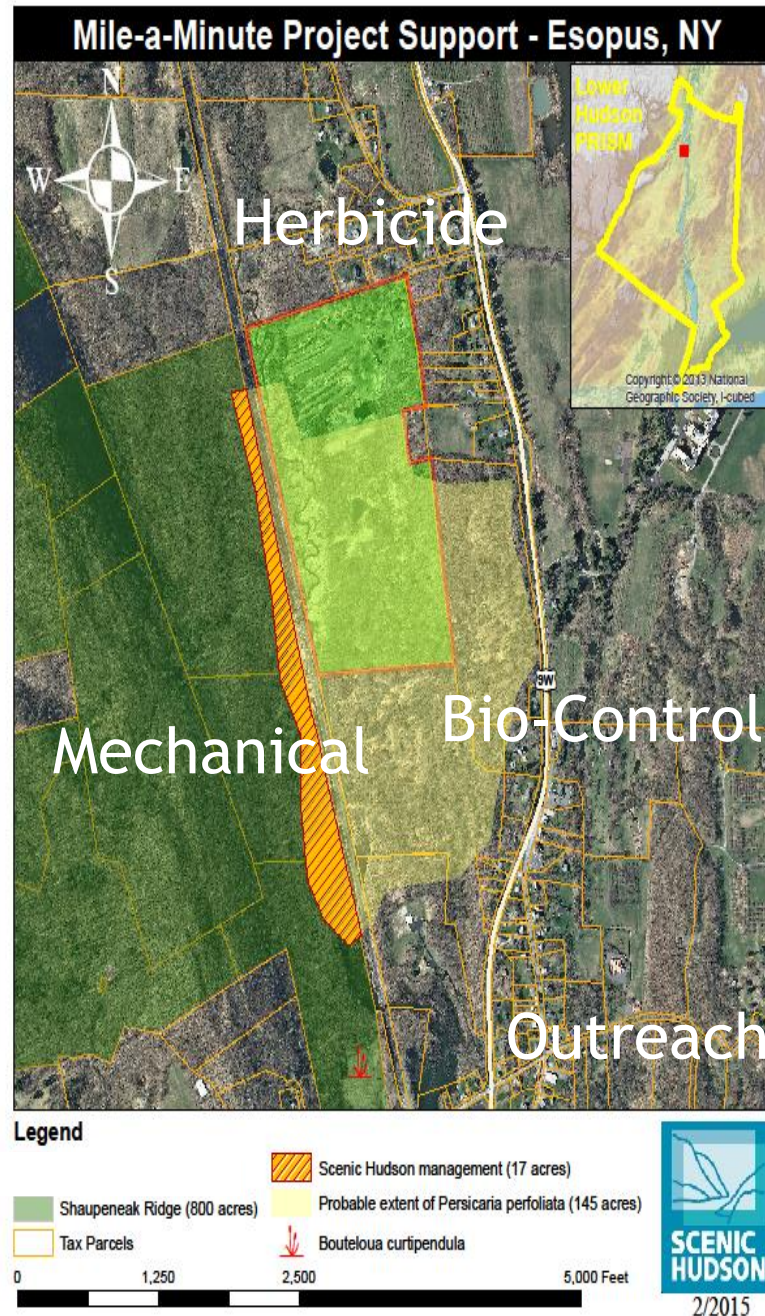 Mile-a-Minute Project Support - Esopus, NY
N
W
E
S
Lower
Hudson
PRISM
Copyright:© 2013 National
Geographic Society, i-cubed
Herbicide
9W
Bio-Control
Mechanical
Outreach
Legend
Scenic Hudson management (17 acres)
Shaupeneak Ridge (800 acres)
Probable extent of Persicaria perfoliata (145 acres)
Tax Parcels
Bouteloua curtipendula
0
1,250
2,500
5,000 Feet
SCENIC
HUDSON
2/2015